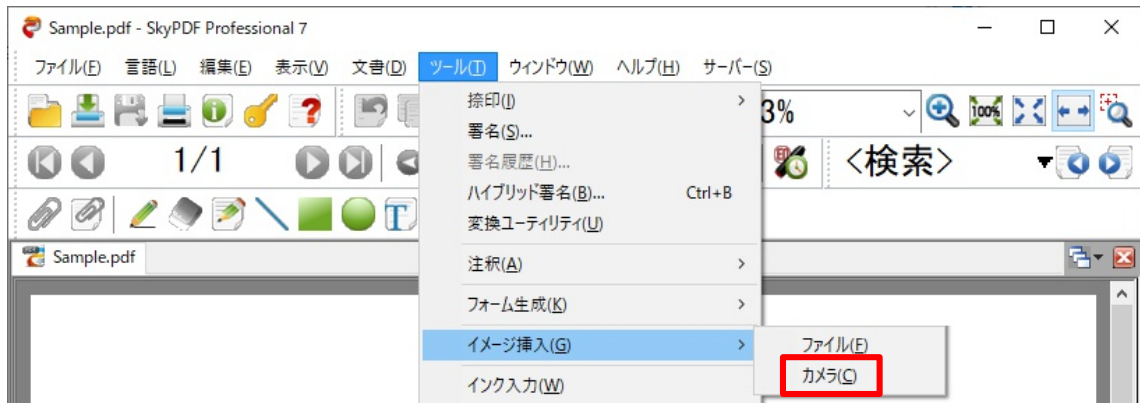 Sample.pdf - SkyPDF Professional 7
ファイル(F) 言語(L) 編集(E) 表示(V) 文書(D) ツール(T) ウィンドウ(W) ヘルプ(H) サーバー(S)
捺印(J)
3%
100%
署名(S)...
1/1
署名履歴(H)...
<検索>
ハイブリッド署名(B)... Ctrl+B
変換ユーティリティ(U)
T
Sample.pdf
注釈(A)
フォーム生成(K)
イメージ挿入(G)
ファイル(F)
カメラ(C)
インク入力(W)